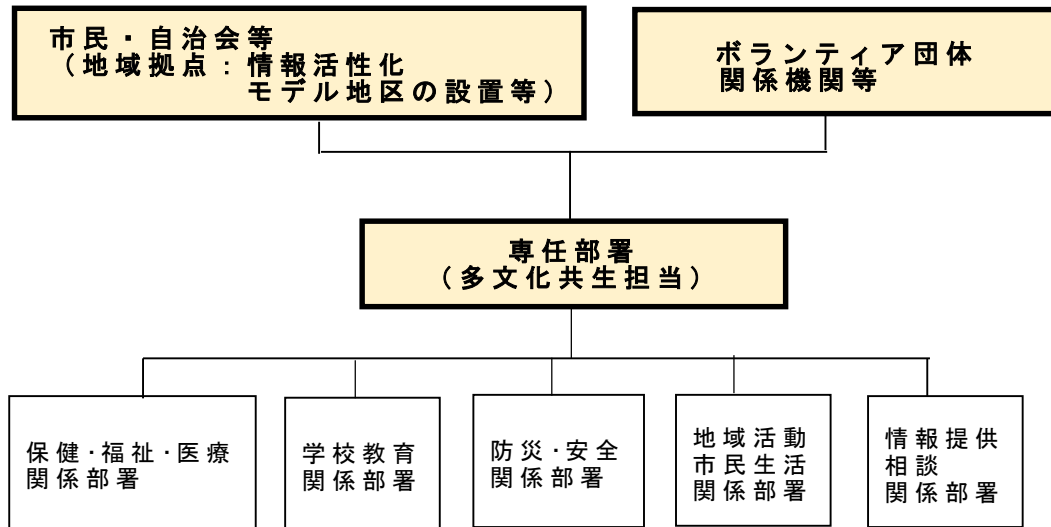 市民・自治会等
（地域拠点：情報活性化
モデル地区の設置等）
ボランティア団体
関係機関等
専任部署
（多文化共生担当）
保健・福祉・医療
関係部署
学校教育
関係部署
防災・安全
関係部署
地域活動
市民生活
関係部署
情報提供
相談
関係部署